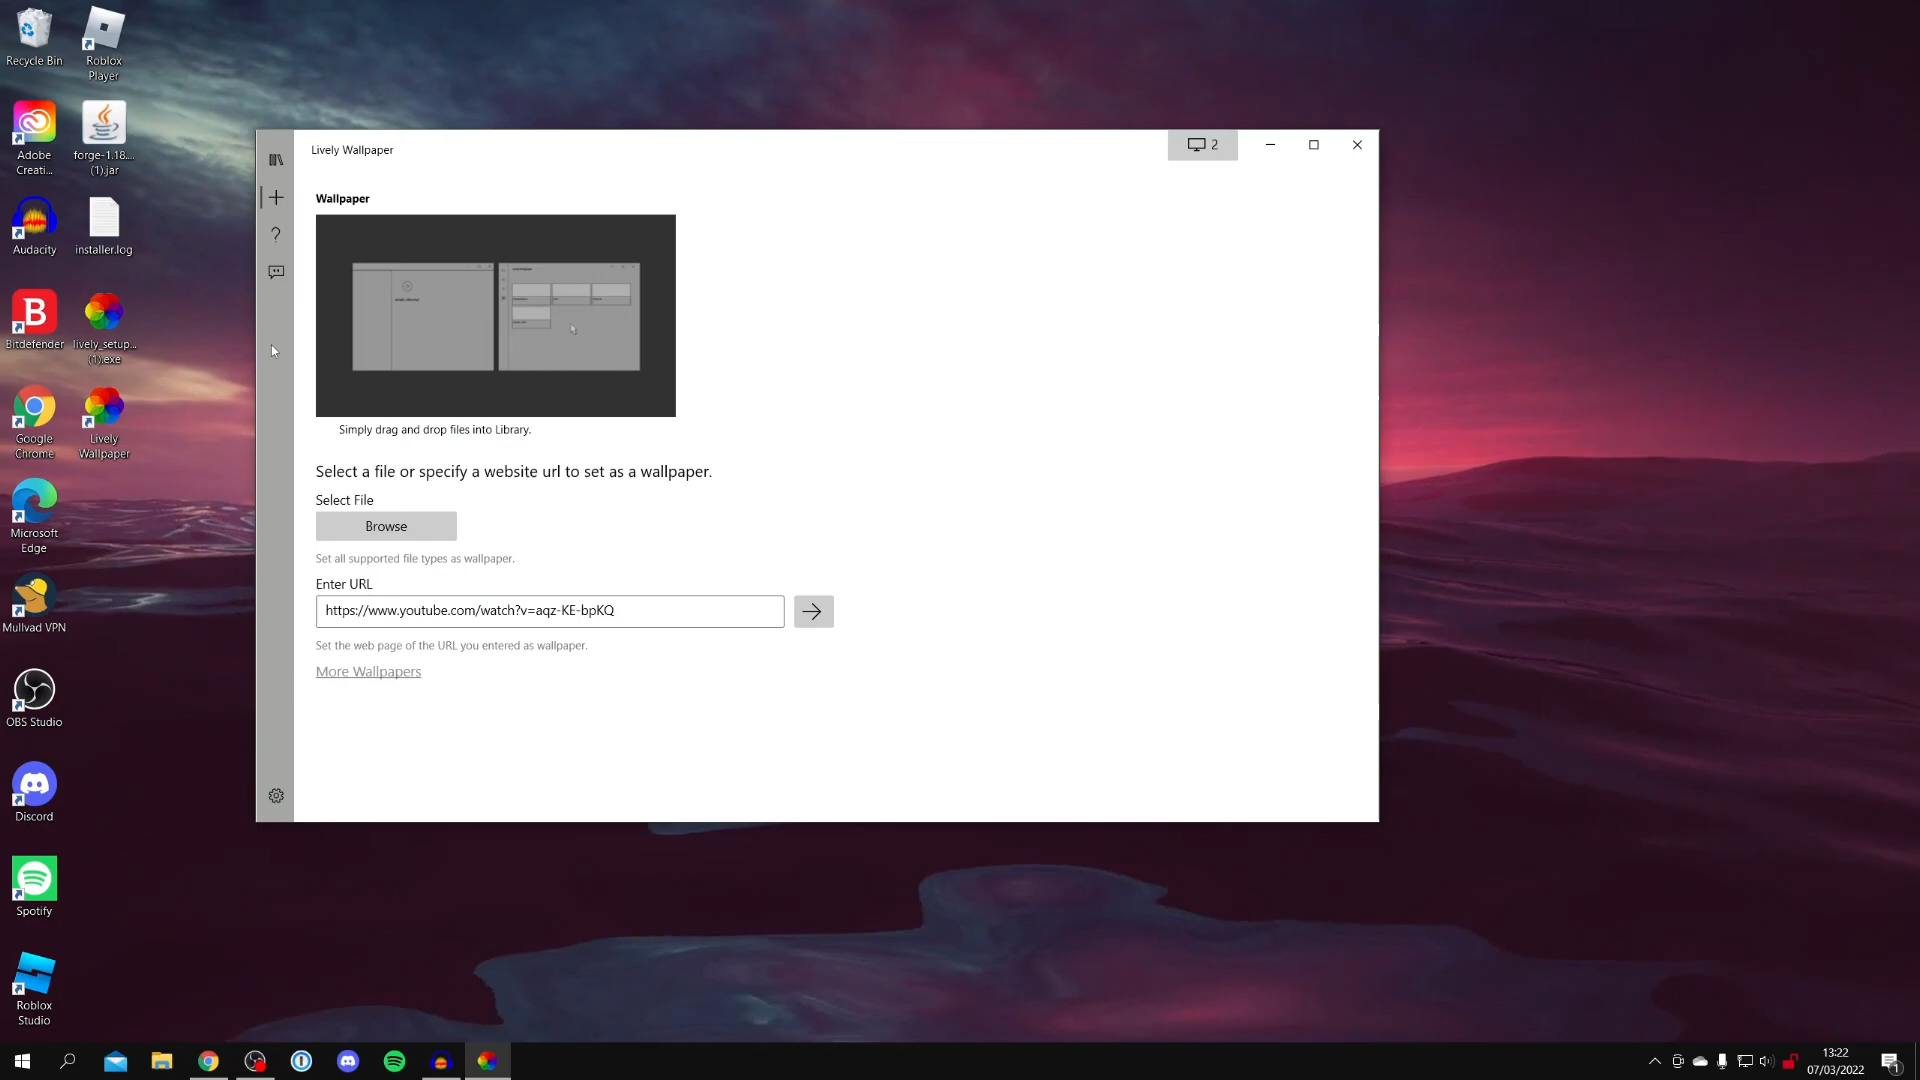 Recycle Bin
Roblox
Player
Adobe
Creati...
forge-1.18....
(1).jar
Audacity
installer.log
Bitdefender
lively_setup...
(1).exe
Google
Chrome
Lively
Wallpaper
Microsoft
Edge
Mullvad VPN
OBS Studio
Discord
Spotify
Roblox
Studio
Lively Wallpaper
2
Wallpaper
Simply drag and drop files into Library.
Select a file or specify a website url to set as a wallpaper.
Select File
Browse
Set all supported file types as wallpaper.
Enter URL
https://www.youtube.com/watch?v=aqz-KE-bpKQ
Set the web page of the URL you entered as wallpaper.
More Wallpapers
13:22
07/03/2022
1